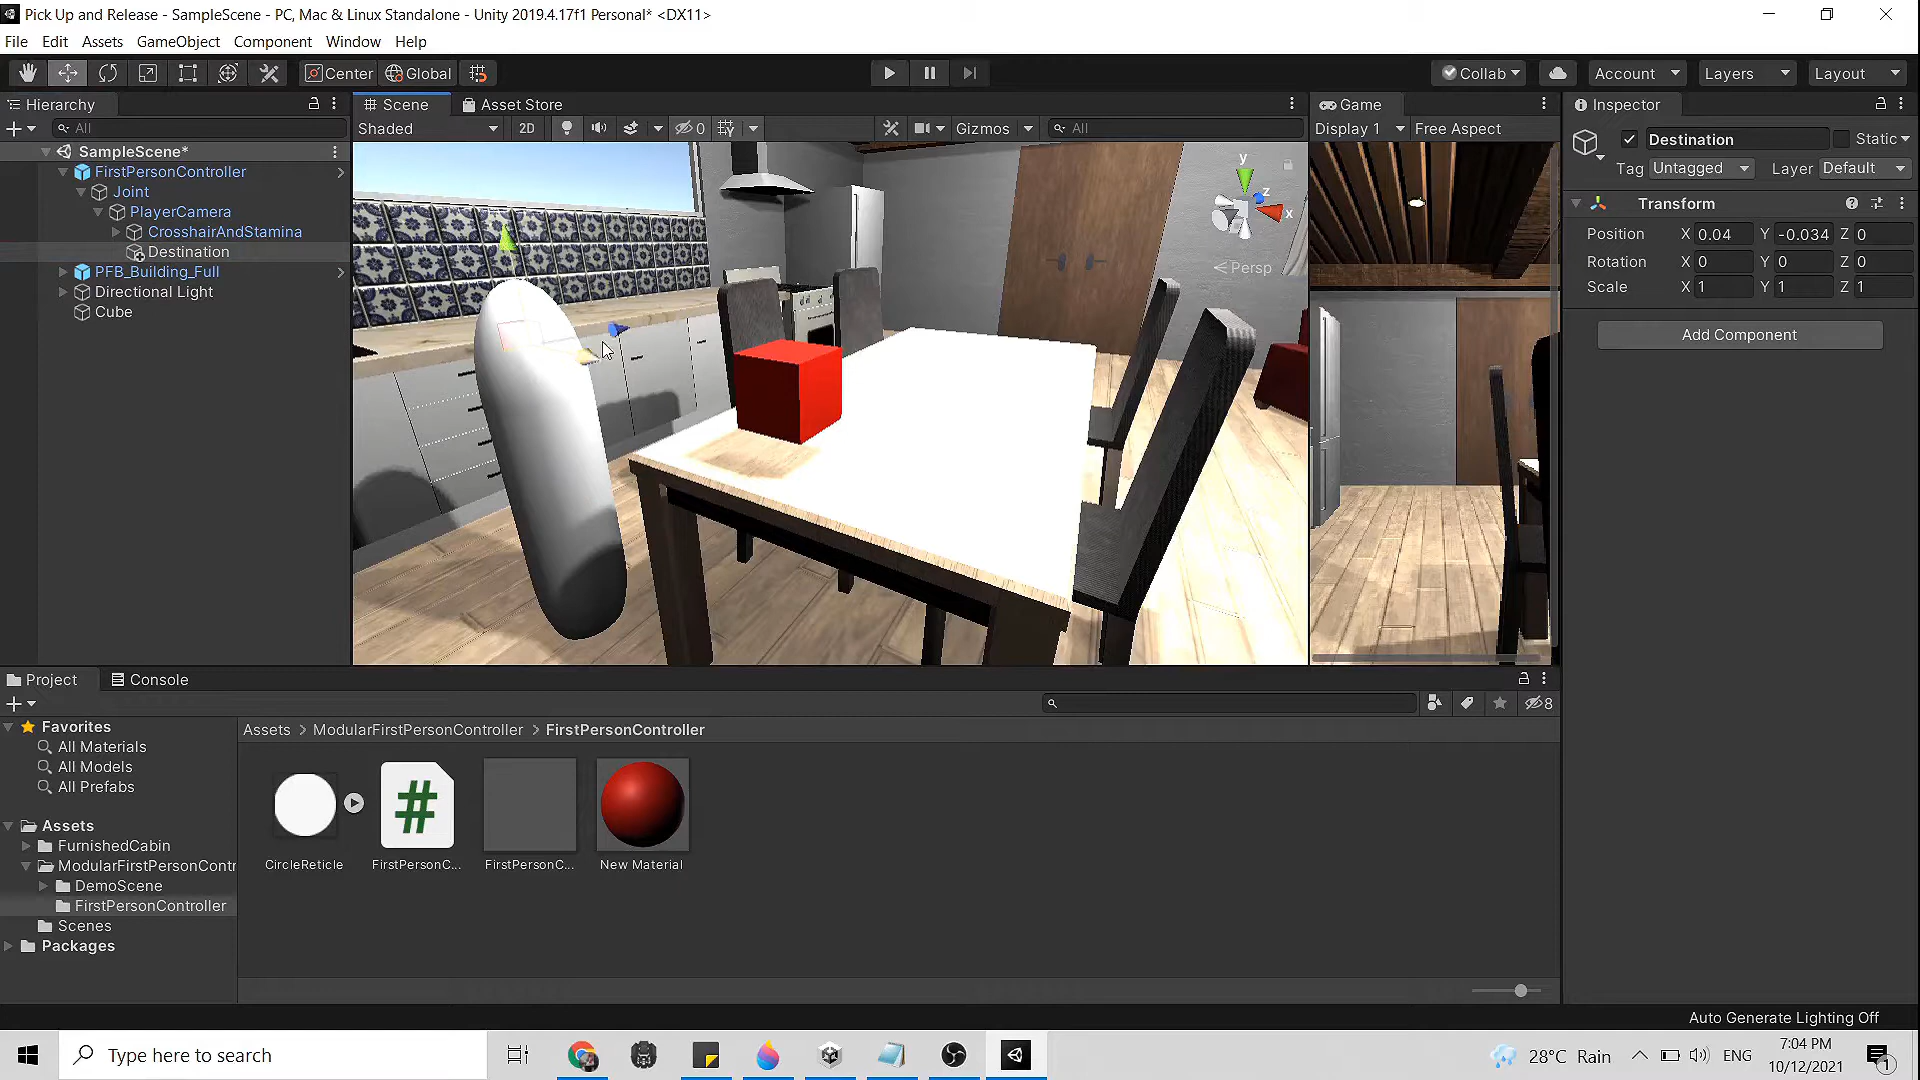 Pick Up and Release - SampleScene - PC, Mac & Linux Standalone - Unity 2019.4.17f1 Personal* <DX11>
File Edit Assets GameObject Component Window Help
Center Global Collab Account Layers Layout
Hierarchy
All
SampleScene*
FirstPersonController
Joint
PlayerCamera
CrosshairAndStamina
Destination
PFB_Building_Full
Directional Light
Cube
Scene Asset Store
Shaded 2D 0 Gizmos All
y
z
x
Persp
Game
Display 1 Free Aspect
Inspector
Destination Static
Tag Untagged Layer Default
Transform
Position X 0.04 Y -0.034 Z 0
Rotation X 0 Y 0 Z 0
Scale X 1 Y 1 Z 1
Add Component
Project Console
8
Favorites
All Materials
All Models
All Prefabs
Assets
FurnishedCabin
ModularFirstPersonContr
DemoScene
FirstPersonController
Scenes
Packages
Assets > ModularFirstPersonController > FirstPersonController
CircleReticle FirstPersonC... FirstPersonC... New Material
Auto Generate Lighting Off
Type here to search
28°C Rain ENG
7:04 PM
10/12/2021
1